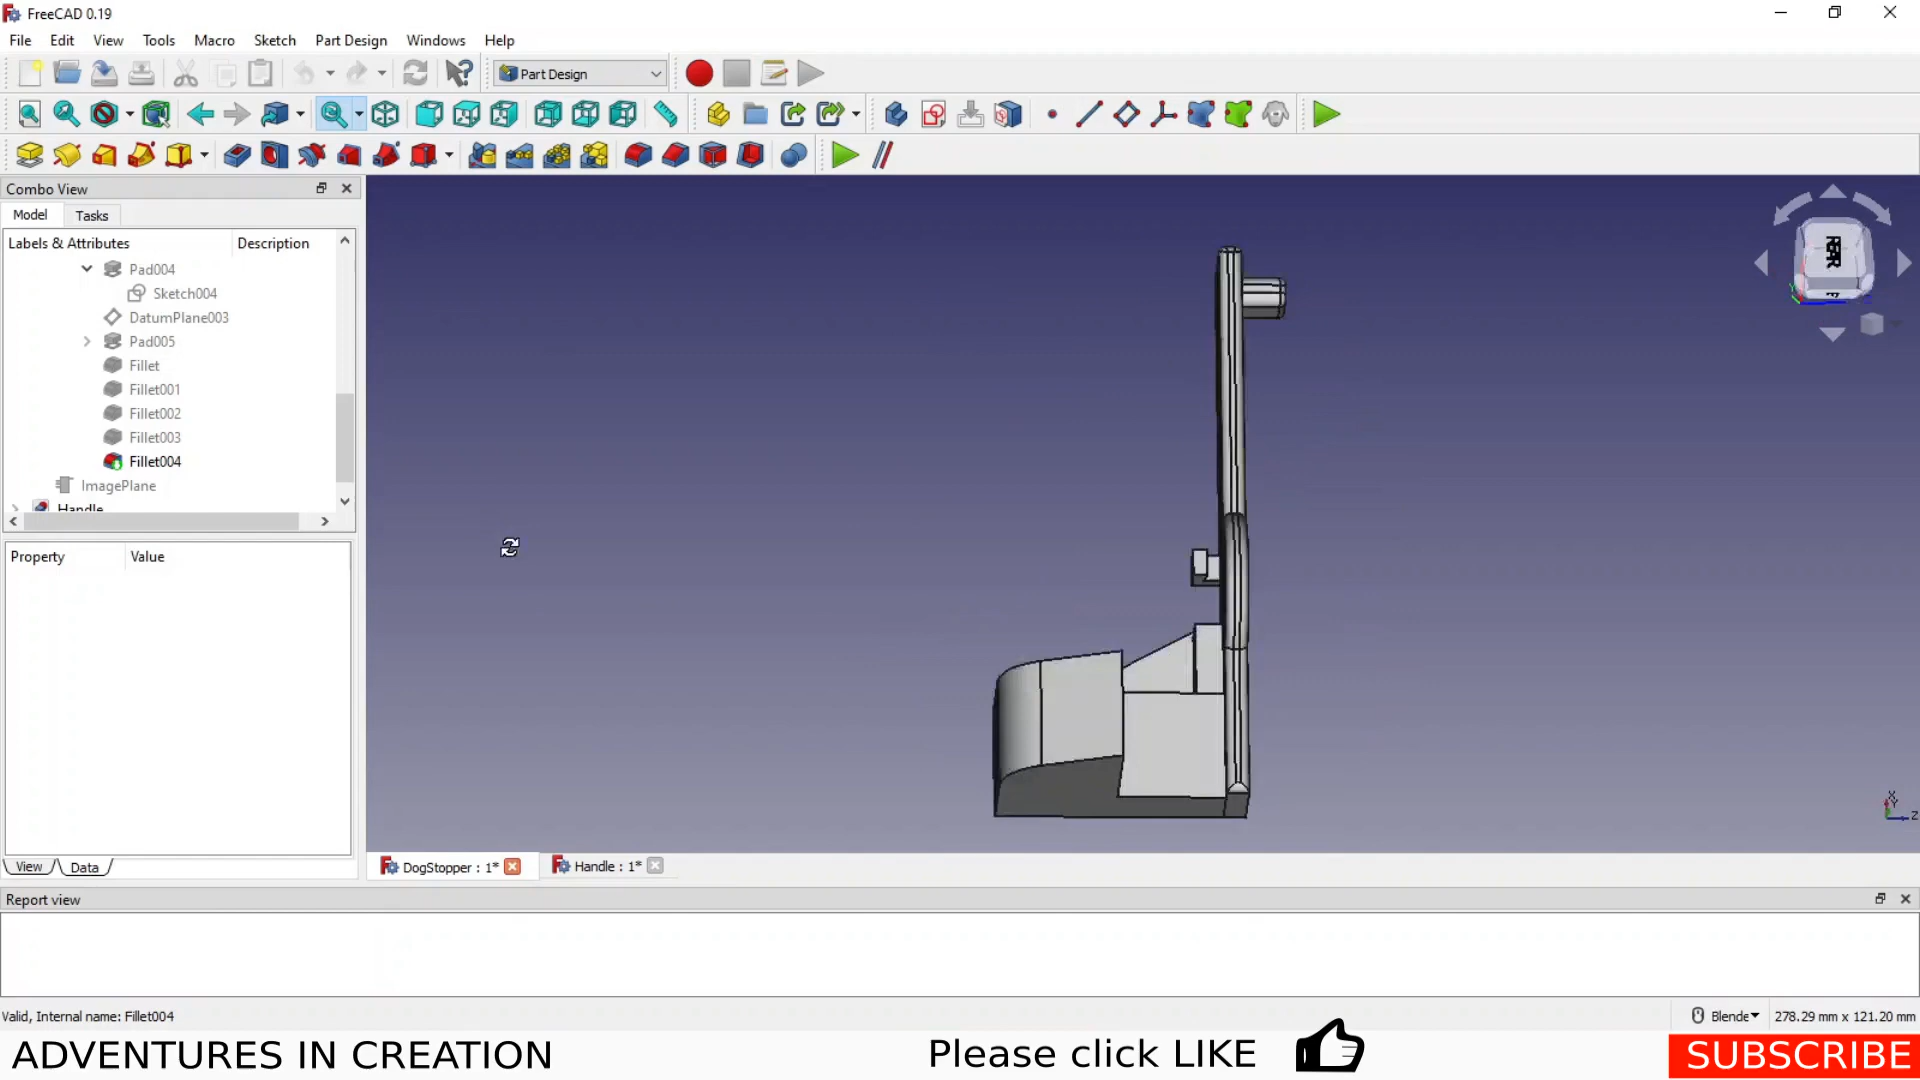 FreeCAD 0.19
File Edit View Tools Macro Sketch Part Design Windows Help
Part Design
Combo View
Model Tasks
Labels & Attributes Description
Pad004
Sketch004
DatumPlane003
Pad005
Fillet
Fillet001
Fillet002
Fillet003
Fillet004
ImagePlane
Handle
Property Value
View Data
DogStopper : 1* Handle : 1*
Report view
Valid, Internal name: Fillet004
Blende 278.29 mm x 121.20 mm
ADVENTURES IN CREATION Please click LIKE SUBSCRIBE
REAR
X
Y
Z